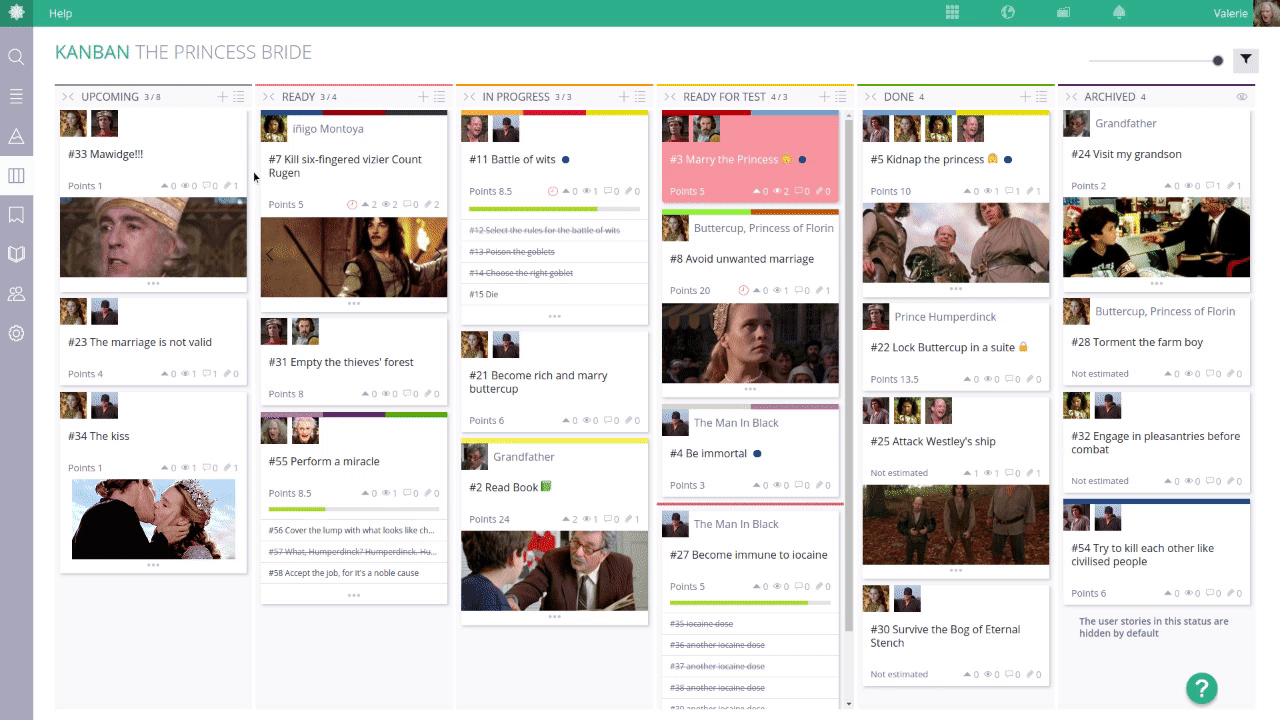 Help
Valerie
KANBAN THE PRINCESS BRIDE
UPCOMING 3 / 8
#33 Mawidge!!!
Points 1 0 0 0 1
#23 The marriage is not valid
Points 4 0 1 1 0
#34 The kiss
Points 1 0 1 0 1
READY 3 / 4
íñigo Montoya
#7 Kill six-fingered vizier Count
Rugen
Points 5 2 2 0 2
#31 Empty the thieves' forest
Points 8 0 0 0 0
#55 Perform a miracle
Points 8.5 0 1 0 0
#56 Cover the lump with what looks like ch...
#57 What, Humperdinck? Humperdinck. Hu...
#58 Accept the job, for it's a noble cause
IN PROGRESS 3 / 3
#11 Battle of wits
Points 8.5 0 1 0 0
#12 Select the rules for the battle of wits
#13 Poison the goblets
#14 Choose the right goblet
#15 Die
#21 Become rich and marry
buttercup
Points 6 0 0 0 0
Grandfather
#2 Read Book
Points 24 2 1 0 1
READY FOR TEST 4 / 3
#3 Marry the Princess
Points 5 0 2 0 0
Buttercup, Princess of Florin
#8 Avoid unwanted marriage
Points 20 0 1 0 1
The Man In Black
#4 Be immortal
Points 3 0 0 0 0
The Man In Black
#27 Become immune to iocaine
Points 5 0 0 0 0
#35 iocaine dose
#36 another iocaine dose
#37 another iocaine dose
#38 another iocaine dose
#39 another iocaine dose
DONE 4
#5 Kidnap the princess
Points 10 0 1 1 1
Prince Humperdinck
#22 Lock Buttercup in a suite
Points 13.5 0 0 0 0
#25 Attack Westley's ship
Not estimated 1 1 0 1
#30 Survive the Bog of Eternal
Stench
Not estimated 0 0 0 0
ARCHIVED 4
Grandfather
#24 Visit my grandson
Points 2 0 0 1 1
Buttercup, Princess of Florin
#28 Torment the farm boy
Not estimated 0 0 0 0
#32 Engage in pleasantries before
combat
Not estimated 0 0 0 0
#54 Try to kill each other like
civilised people
Points 6 0 0 0 0
The user stories in this status are
hidden by default
?